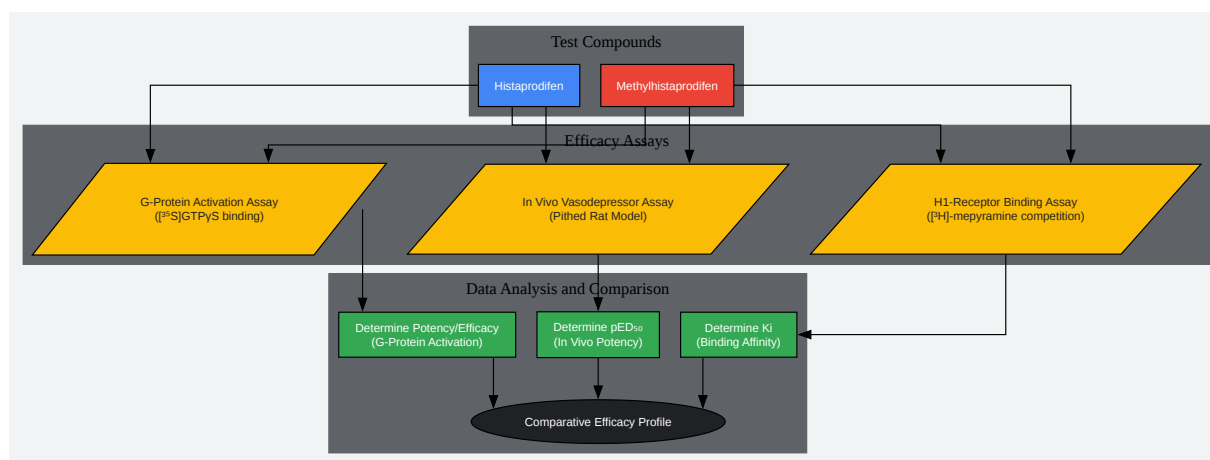 Test Compounds
Histaprodifen
Methylhistaprodifen
Efficacy Assays
G-Protein Activation Assay
([³⁵S]GTPγS binding)
In Vivo Vasodepressor Assay
(Pithed Rat Model)
H1-Receptor Binding Assay
([³H]-mepyramine competition)
Data Analysis and Comparison
Determine Potency/Efficacy
(G-Protein Activation)
Determine pED₅₀
(In Vivo Potency)
Determine Ki
(Binding Affinity)
Comparative Efficacy Profile